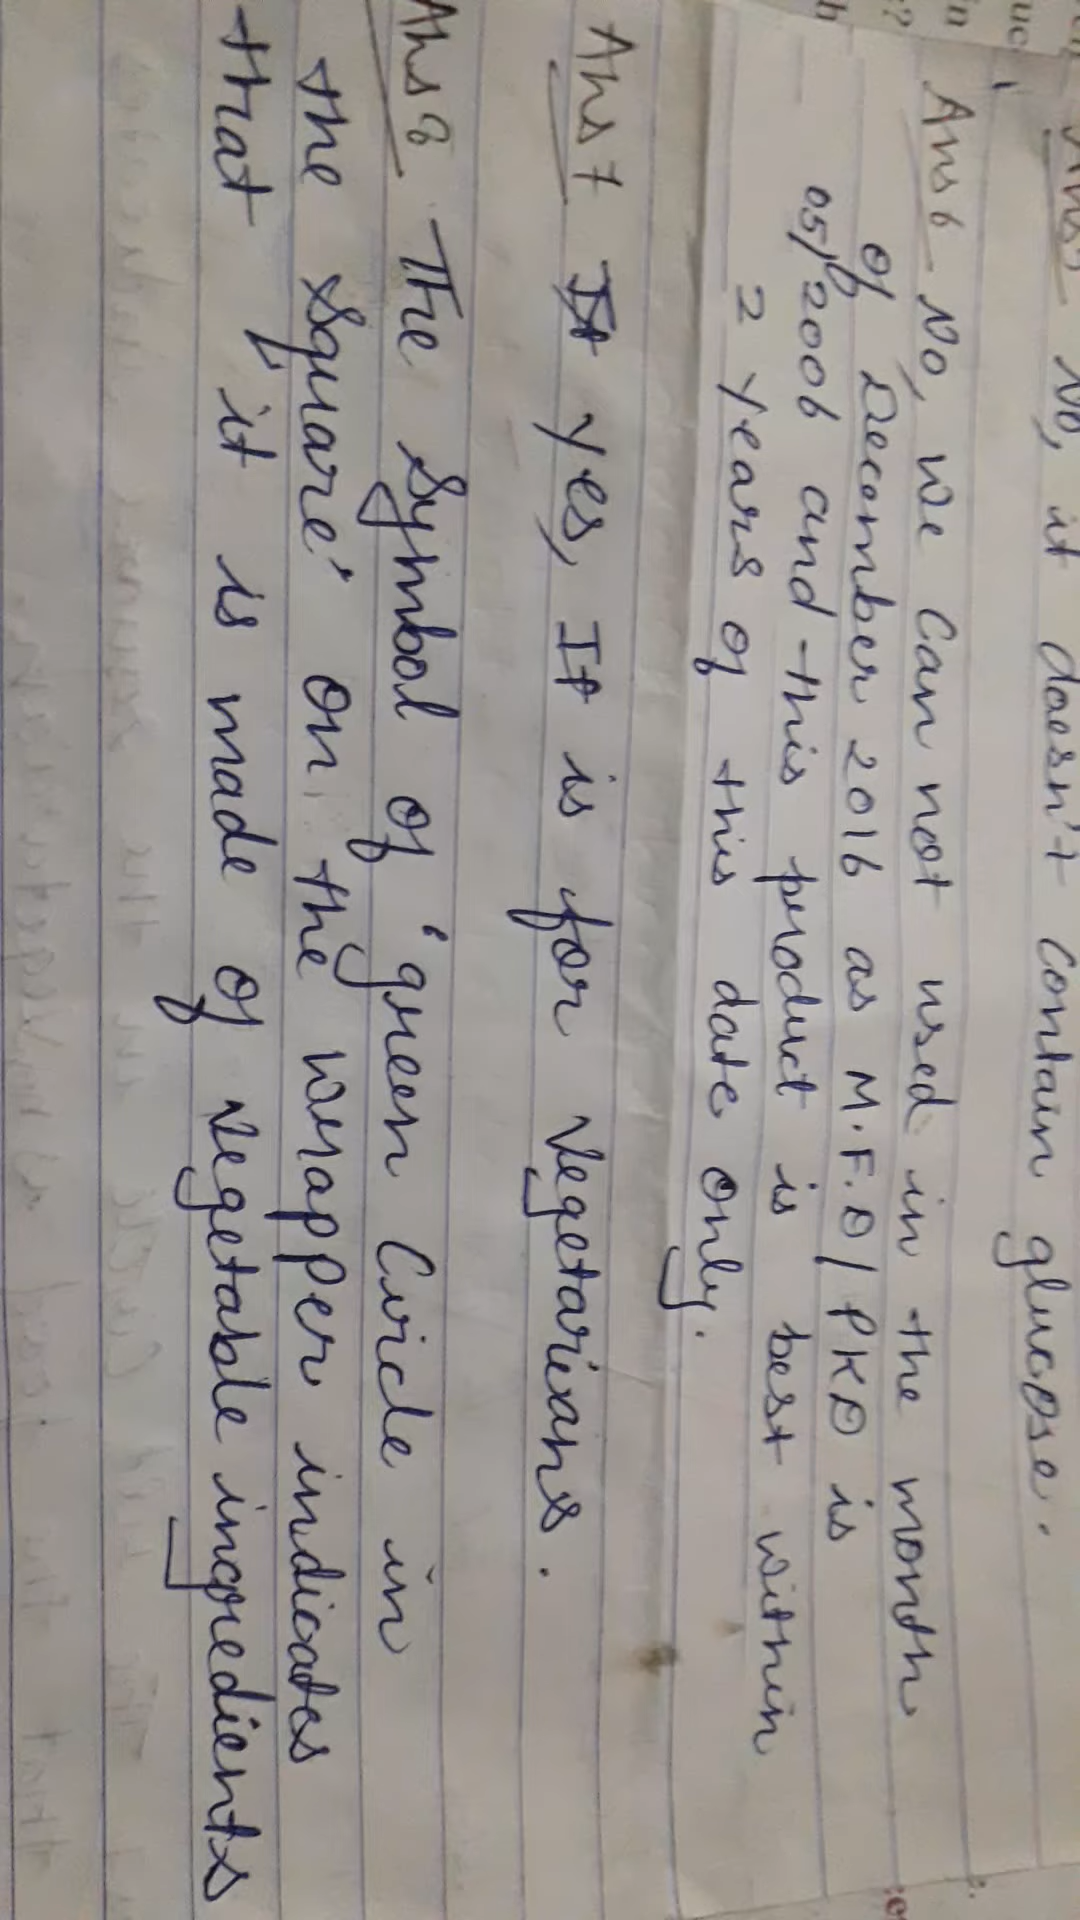 No, it doesn't contain glucose.
Ans 6 No, we can not used in the month
of December 2016 as M.F.D/PKD is
05/2006 and this product is best within
2 years of this date only.
Ans 7 It yes, It is for vegetarians.
Ans 8 The symbol of 'green circle in
the square' on the wrapper indicates
that it is made of vegetable ingredients